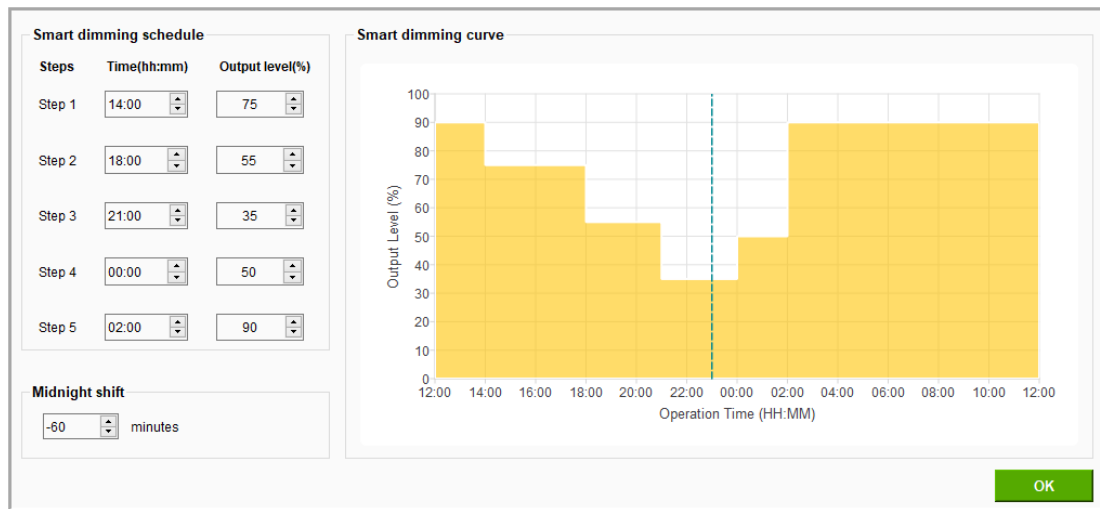 Smart dimming schedule
Steps Time(hh:mm) Output level(%)
Step 1 14:00 75
Step 2 18:00 55
Step 3 21:00 35
Step 4 00:00 50
Step 5 02:00 90
Midnight shift
-60 minutes
Smart dimming curve
100
90
80
70
60
50
40
30
20
10
0
Output Level (%)
12:00 14:00 18:00 20:00 22:00 00:00 02:00 04:00 06:00 08:00 10:00 12:00
Operation Time (HH:MM)
OK